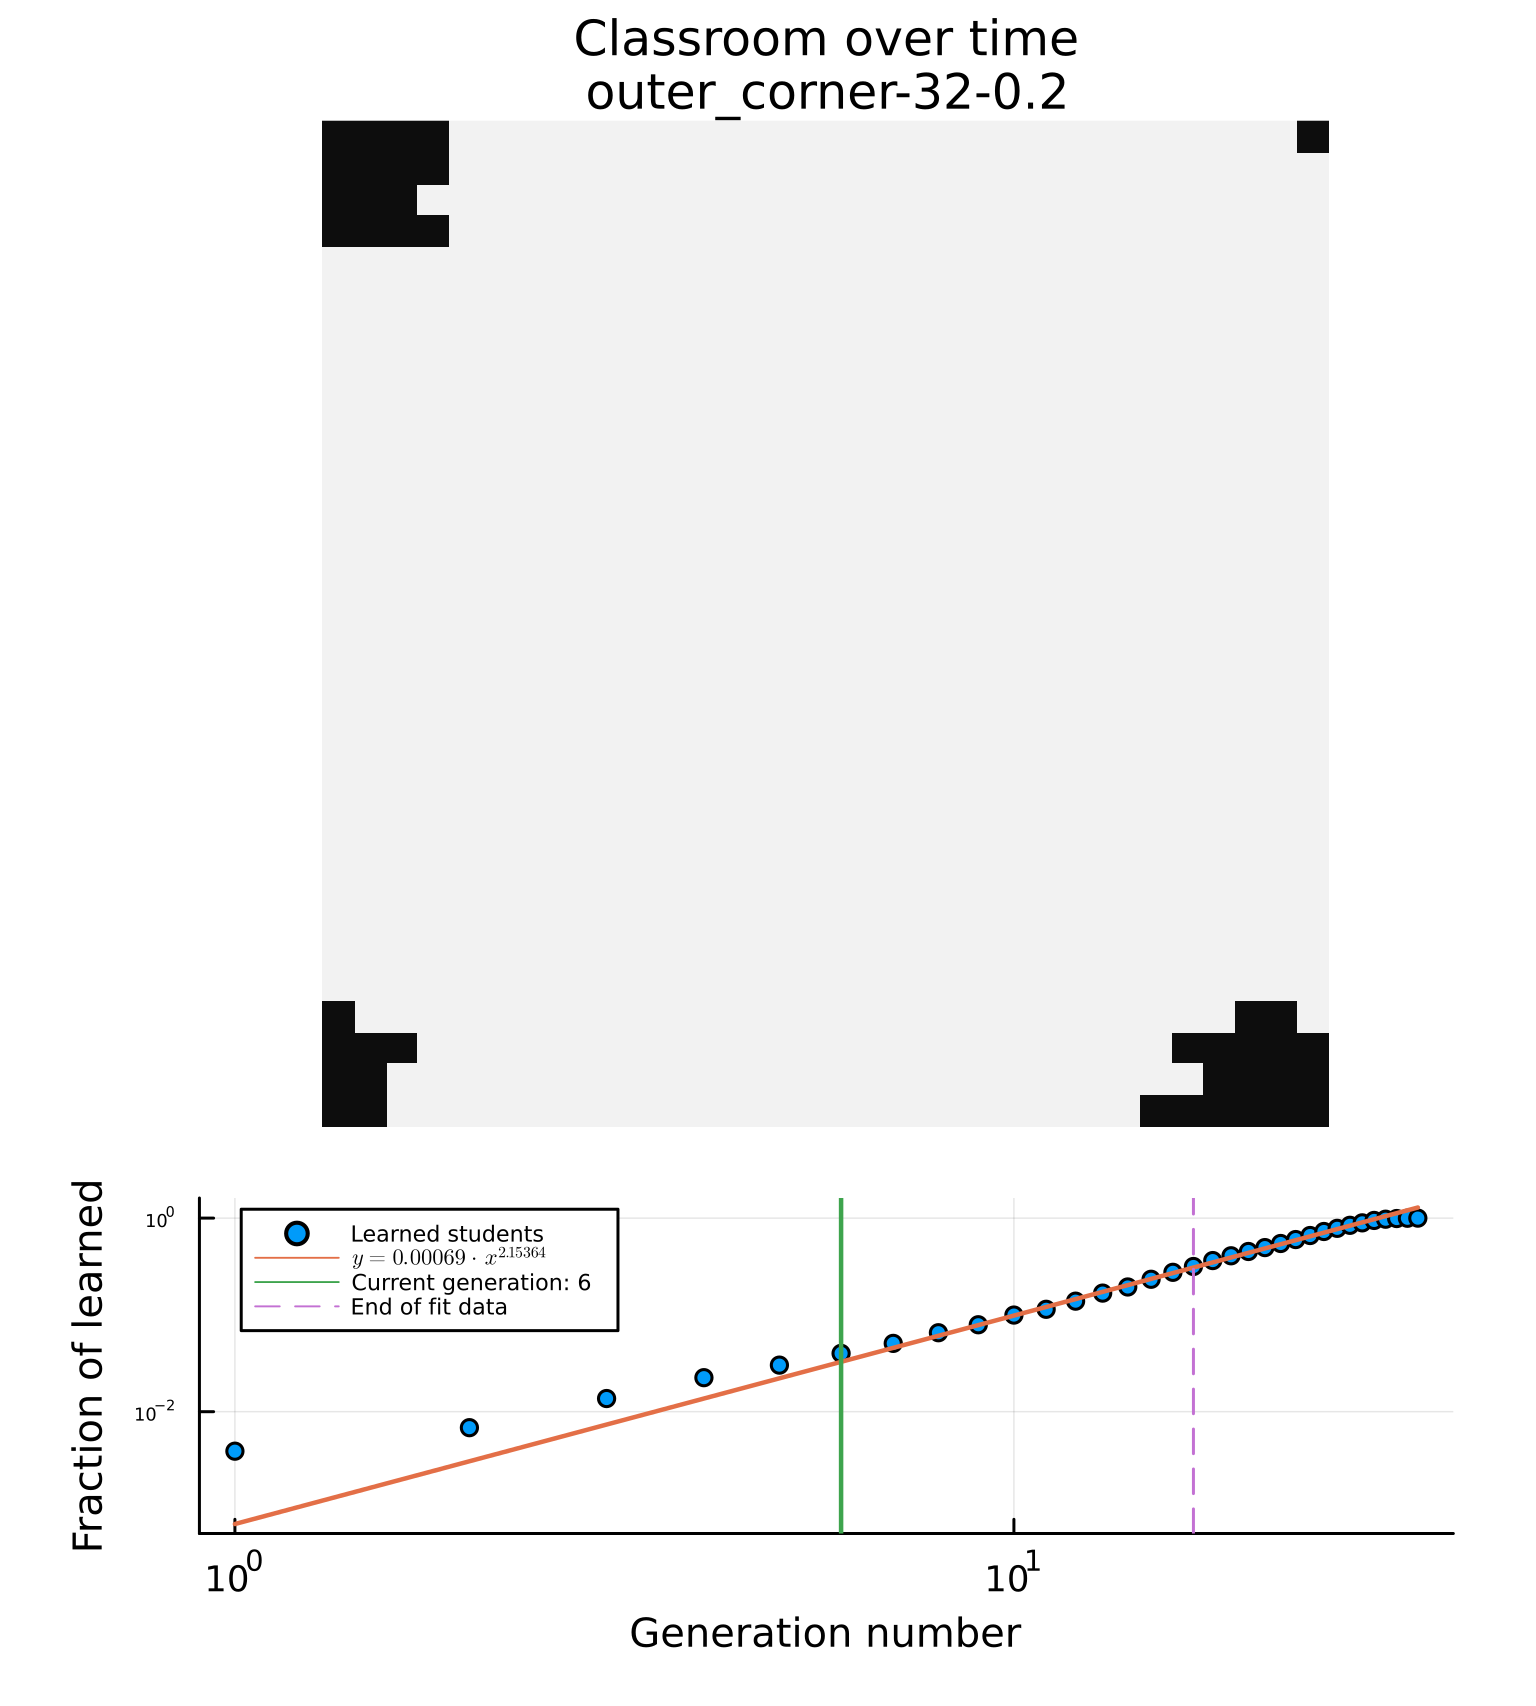 Classroom over time
outer_corner-32-0.2
Fraction of learned
10^0
10^-2
Learned students
y = 0.00069 · x^2.15364
Current generation: 6
End of fit data
10^0
10^1
Generation number